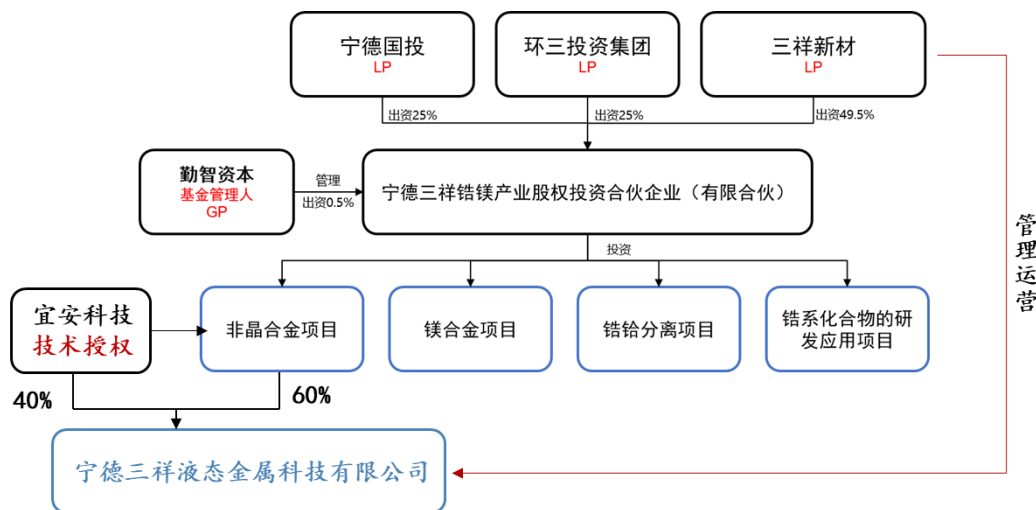 宁德国投
LP
环三投资集团
LP
三祥新材
LP
出资25%
出资25%
出资49.5%
勤智资本
基金管理人
GP
管理
出资0.5%
宁德三祥锆镁产业股权投资合伙企业（有限合伙）
管理运营
投资
宜安科技
技术授权
非晶合金项目
镁合金项目
锆铪分离项目
锆系化合物的研
发应用项目
40%
60%
宁德三祥液态金属科技有限公司